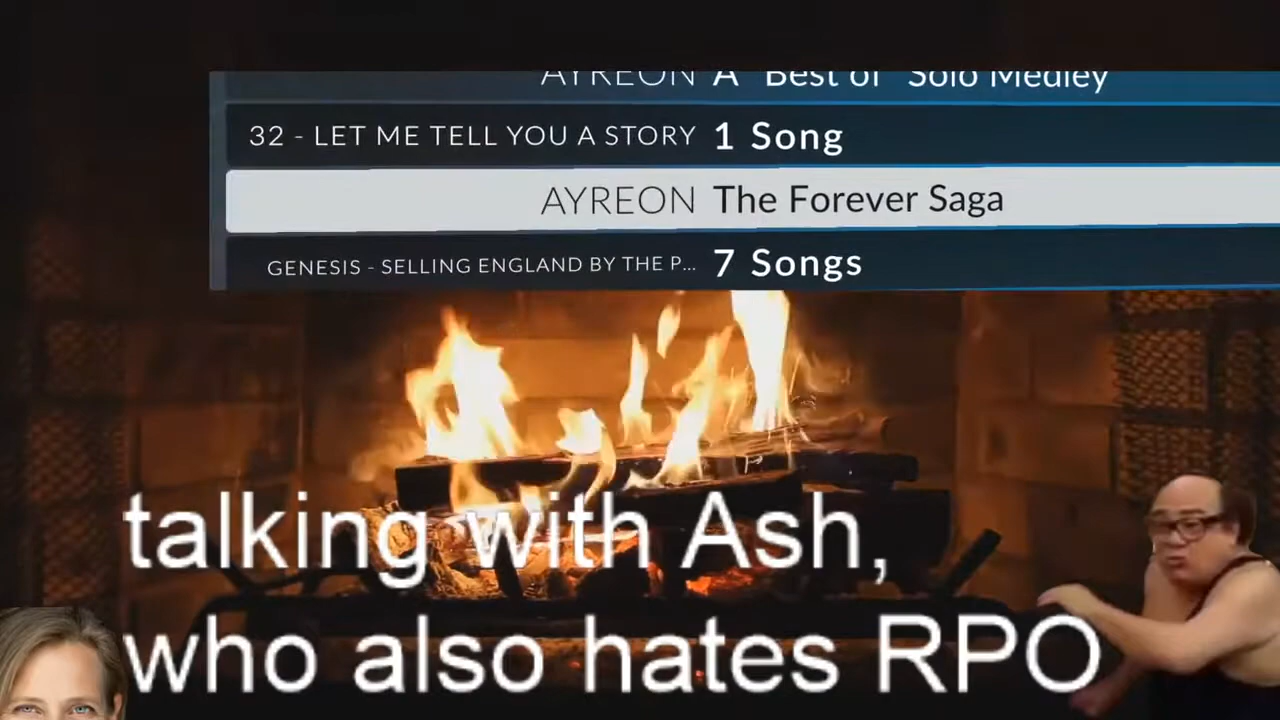 AYREON A "Best of" Solo Medley
32 - LET ME TELL YOU A STORY 1 Song
AYREON The Forever Saga
GENESIS - SELLING ENGLAND BY THE P... 7 Songs
talking with Ash,
who also hates RPO